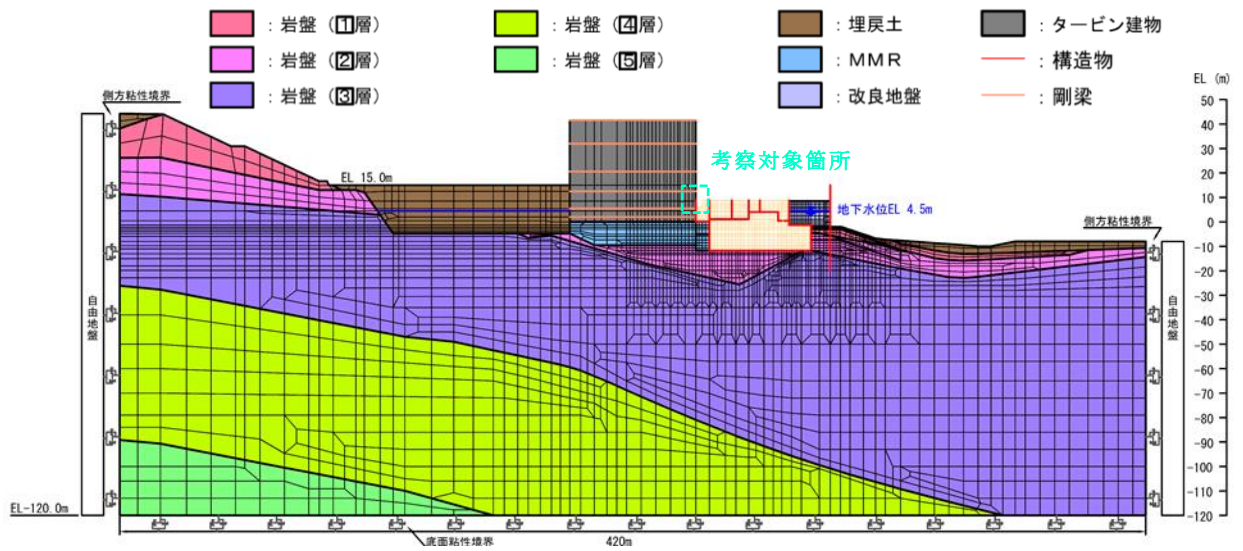 ：岩盤（1層）
：岩盤（2層）
：岩盤（3層）
：岩盤（4層）
：岩盤（5層）
：埋戻土
：ＭＭＲ
：改良地盤
：タービン建物
：構造物
：剛梁
EL (m)
50
40
30
20
10
0
-10
-20
-30
-40
-50
-60
-70
-80
-90
-100
-110
-120
側方粘性境界
EL 15.0m
考察対象箇所
地下水位EL 4.5m
側方粘性境界
自由地盤
自由地盤
EL-120.0m
底面粘性境界
420m